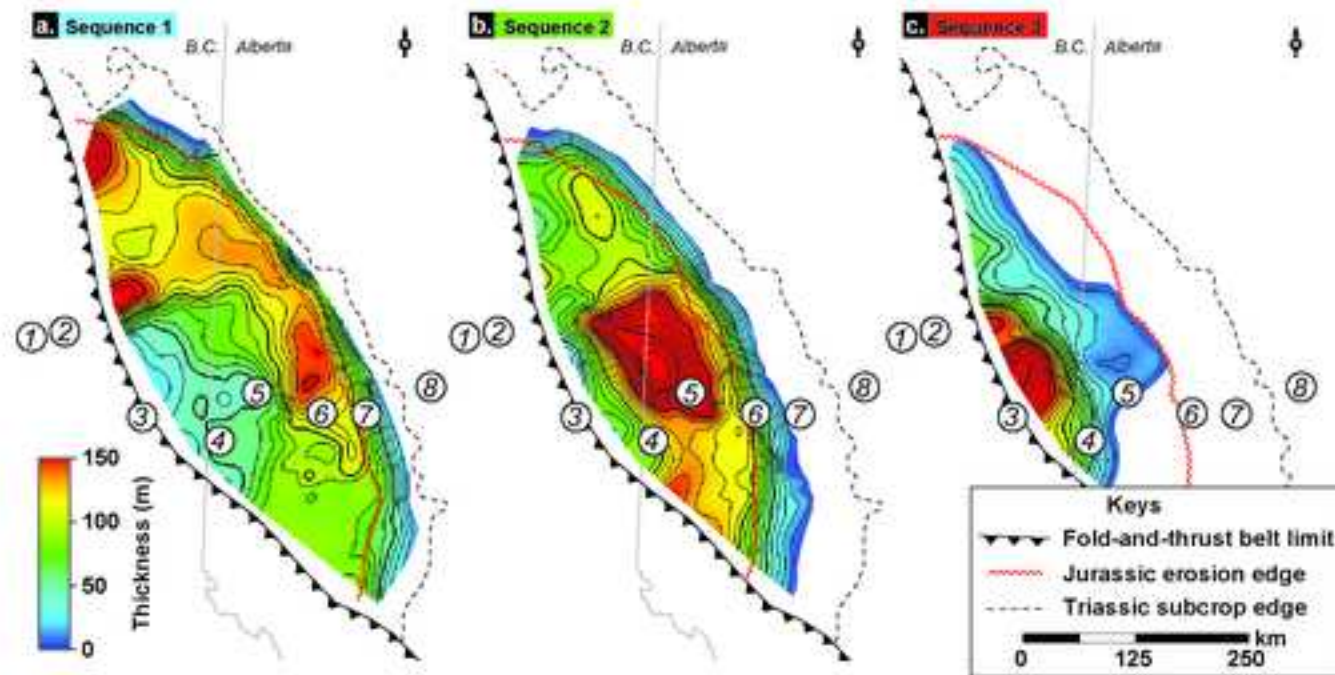 a. Sequence 1
B.C. Alberta
b. Sequence 2
B.C. Alberta
c. Sequence 3
B.C. Alberta
1 2 3 4 5 6 7 8
1 2 3 4 5 6 7 8
1 2 3 4 5 6 7 8
150
100
50
0
Thickness (m)
Keys
Fold-and-thrust belt limit
Jurassic erosion edge
Triassic subcrop edge
km
0 125 250